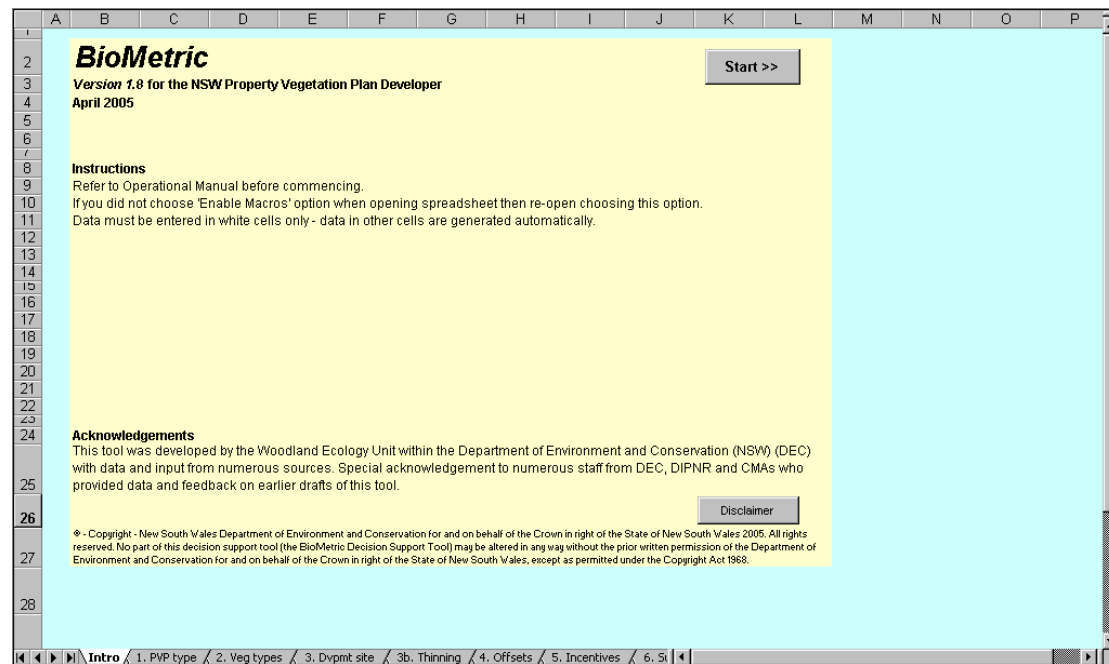 A B C D E F G H I J K L M N O P
1
2 BioMetric Start >>
3 Version 1.8 for the NSW Property Vegetation Plan Developer
4 April 2005
5
6
7
8 Instructions
9 Refer to Operational Manual before commencing.
10 If you did not choose 'Enable Macros' option when opening spreadsheet then re-open choosing this option.
11 Data must be entered in white cells only - data in other cells are generated automatically.
12
13
14
15
16
17
18
19
20
21
22
23
24 Acknowledgements
This tool was developed by the Woodland Ecology Unit within the Department of Environment and Conservation (NSW) (DEC)
with data and input from numerous sources. Special acknowledgement to numerous staff from DEC, DIPNR and CMAs who
25 provided data and feedback on earlier drafts of this tool.
26 Disclaimer
© - Copyright - New South Wales Department of Environment and Conservation for and on behalf of the Crown in right of the State of New South Wales 2005. All rights
reserved. No part of this decision support tool (the BioMetric Decision Support Tool) may be altered in any way without the prior written permission of the Department of
27 Environment and Conservation for and on behalf of the Crown in right of the State of New South Wales, except as permitted under the Copyright Act 1968.
28
Intro / 1. PVP type / 2. Veg types / 3. Dvpmt site / 3b. Thinning / 4. Offsets / 5. Incentives / 6.